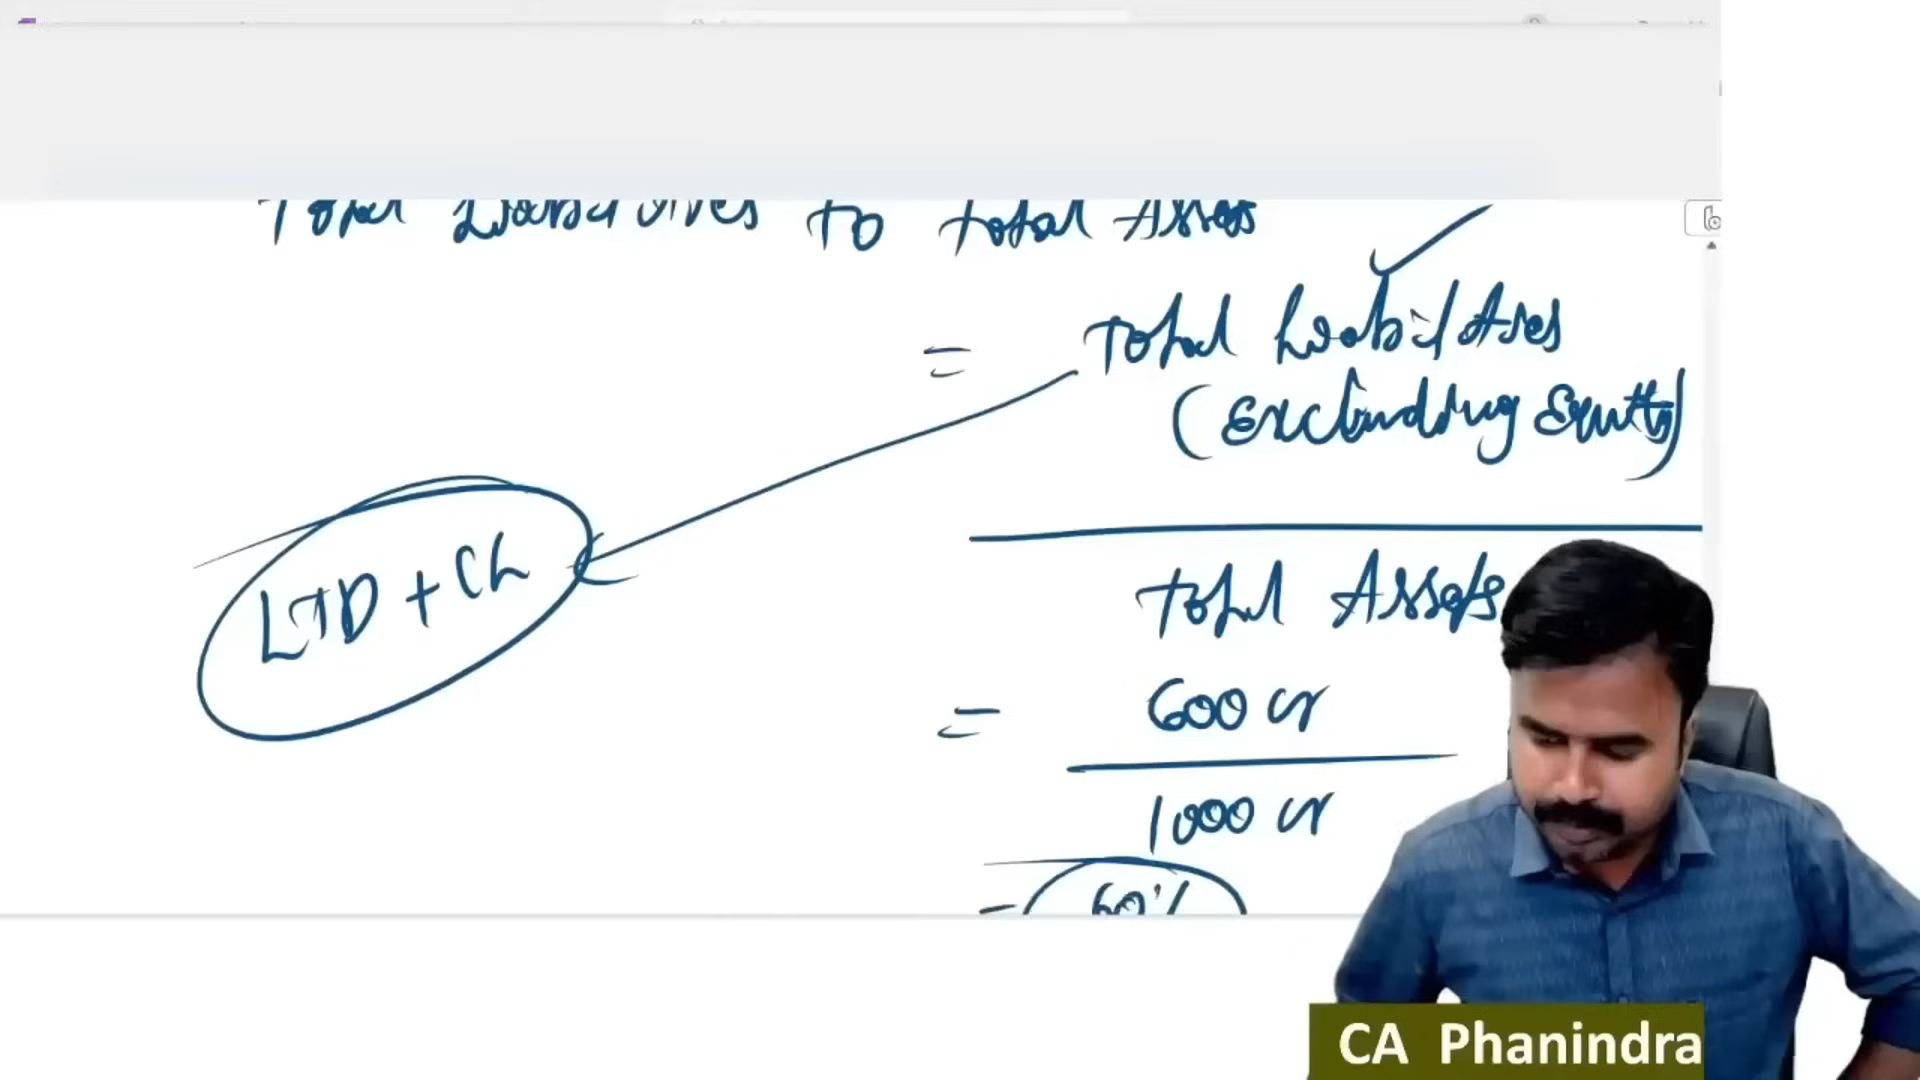 Total Liabilities to total Assets
= Total Liabilities
(Excluding Equity)
Total Assets
LTD + CL
= 600 cr
1000 cr
= 60%
CA Phanindra